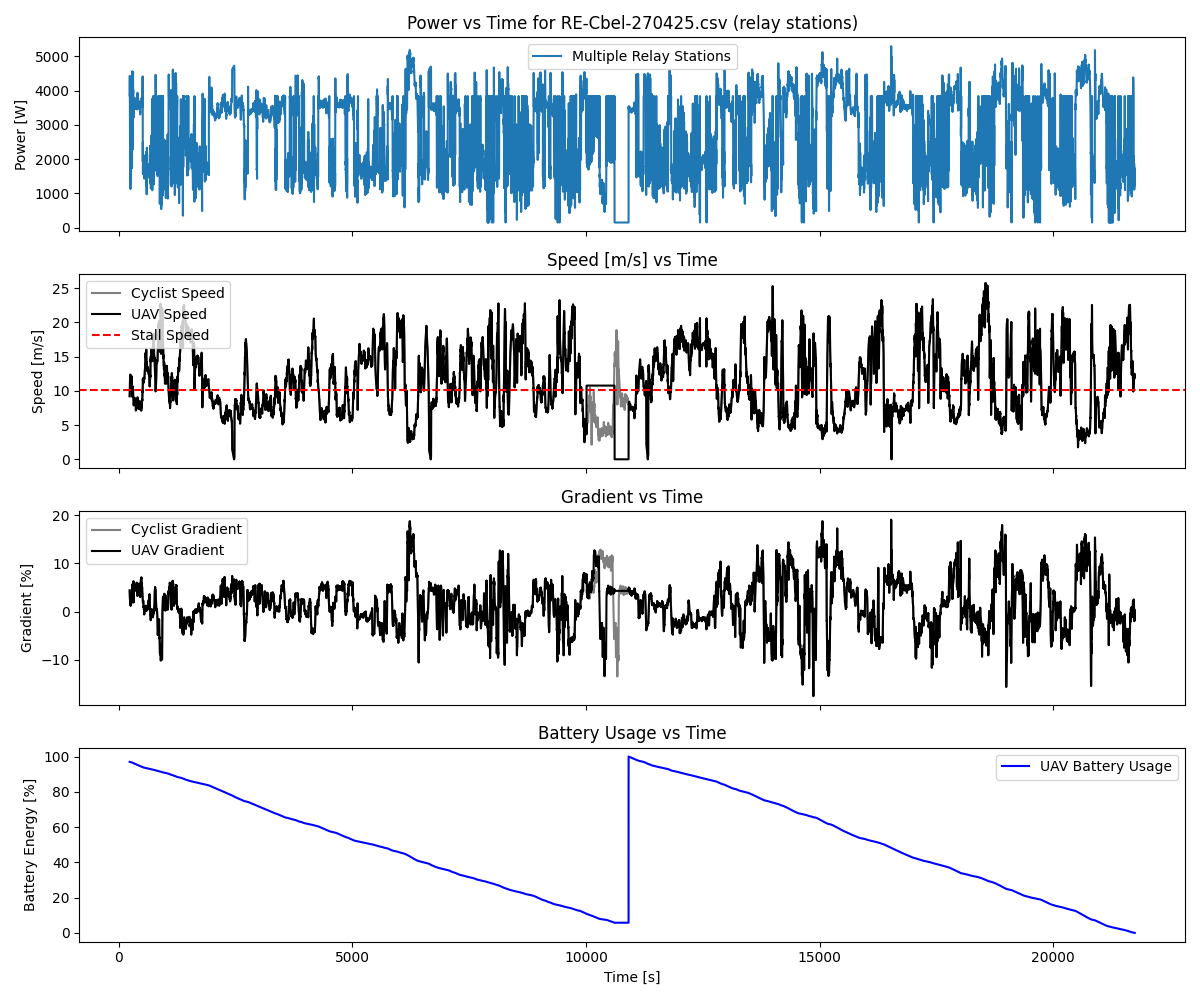 Power vs Time for RE-Cbel-270425.csv (relay stations)
Multiple Relay Stations
Power [W]
5000
4000
3000
2000
1000
0
Speed [m/s] vs Time
Cyclist Speed
UAV Speed
Stall Speed
Speed [m/s]
25
20
15
10
5
0
Gradient vs Time
Cyclist Gradient
UAV Gradient
Gradient [%]
20
10
0
−10
Battery Usage vs Time
UAV Battery Usage
Battery Energy [%]
100
80
60
40
20
0
0 5000 10000 15000 20000
Time [s]